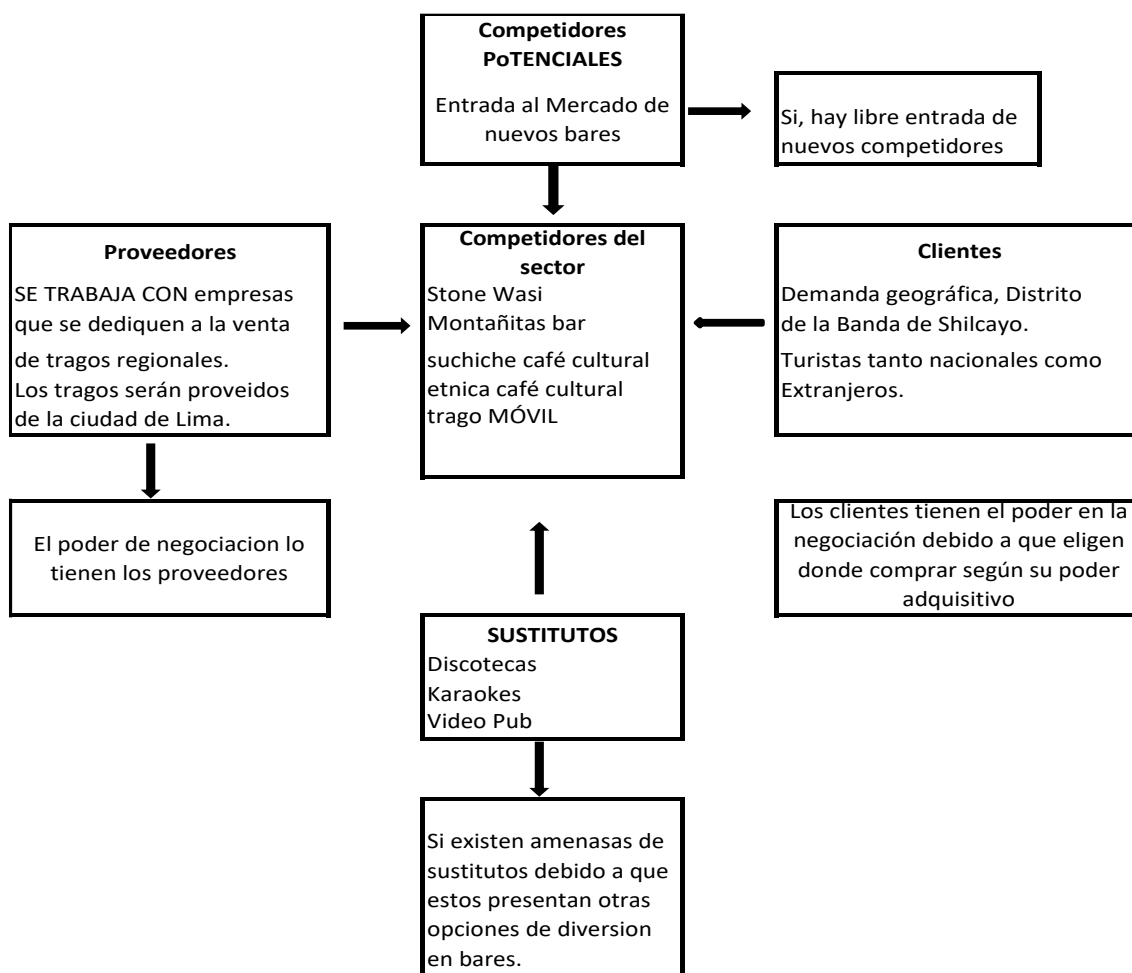 Competidores
PoTENCIALES
Entrada al Mercado de
nuevos bares
Si, hay libre entrada de
nuevos competidores
Proveedores
SE TRABAJA CON empresas
que se dediquen a la venta
de tragos regionales.
Los tragos serán proveidos
de la ciudad de Lima.
Competidores del
sector
Stone Wasi
Montañitas bar
suchiche café cultural
etnica café cultural
trago MÓVIL
Clientes
Demanda geográfica, Distrito
de la Banda de Shilcayo.
Turistas tanto nacionales como
Extranjeros.
El poder de negociacion lo
tienen los proveedores
Los clientes tienen el poder en la
negociación debido a que eligen
donde comprar según su poder
adquisitivo
SUSTITUTOS
Discotecas
Karaokes
Video Pub
Si existen amenasas de
sustitutos debido a que
estos presentan otras
opciones de diversion
en bares.